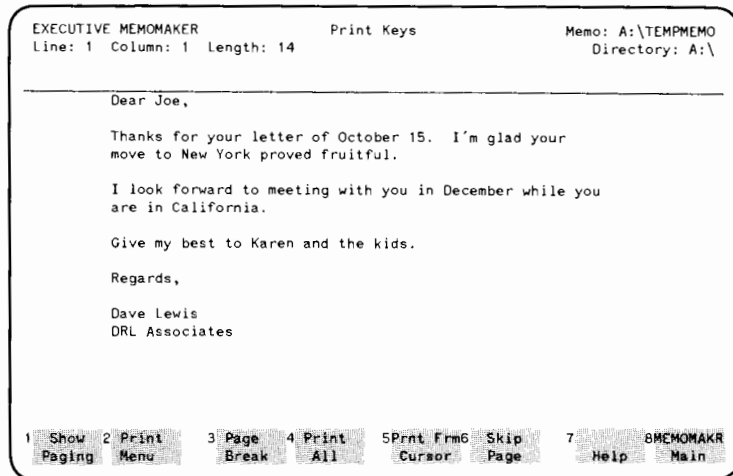 EXECUTIVE MEMOMAKER Print Keys Memo: A:\TEMPMEMO
Line: 1 Column: 1 Length: 14 Directory: A:\
Dear Joe,
Thanks for your letter of October 15. I'm glad your
move to New York proved fruitful.
I look forward to meeting with you in December while you
are in California.
Give my best to Karen and the kids.
Regards,
Dave Lewis
DRL Associates
1 Show 2 Print 3 Page 4 Print 5Prnt Frm6 Skip 7 8MEMOMAKR
Paging Menu Break All Cursor Page Help Main